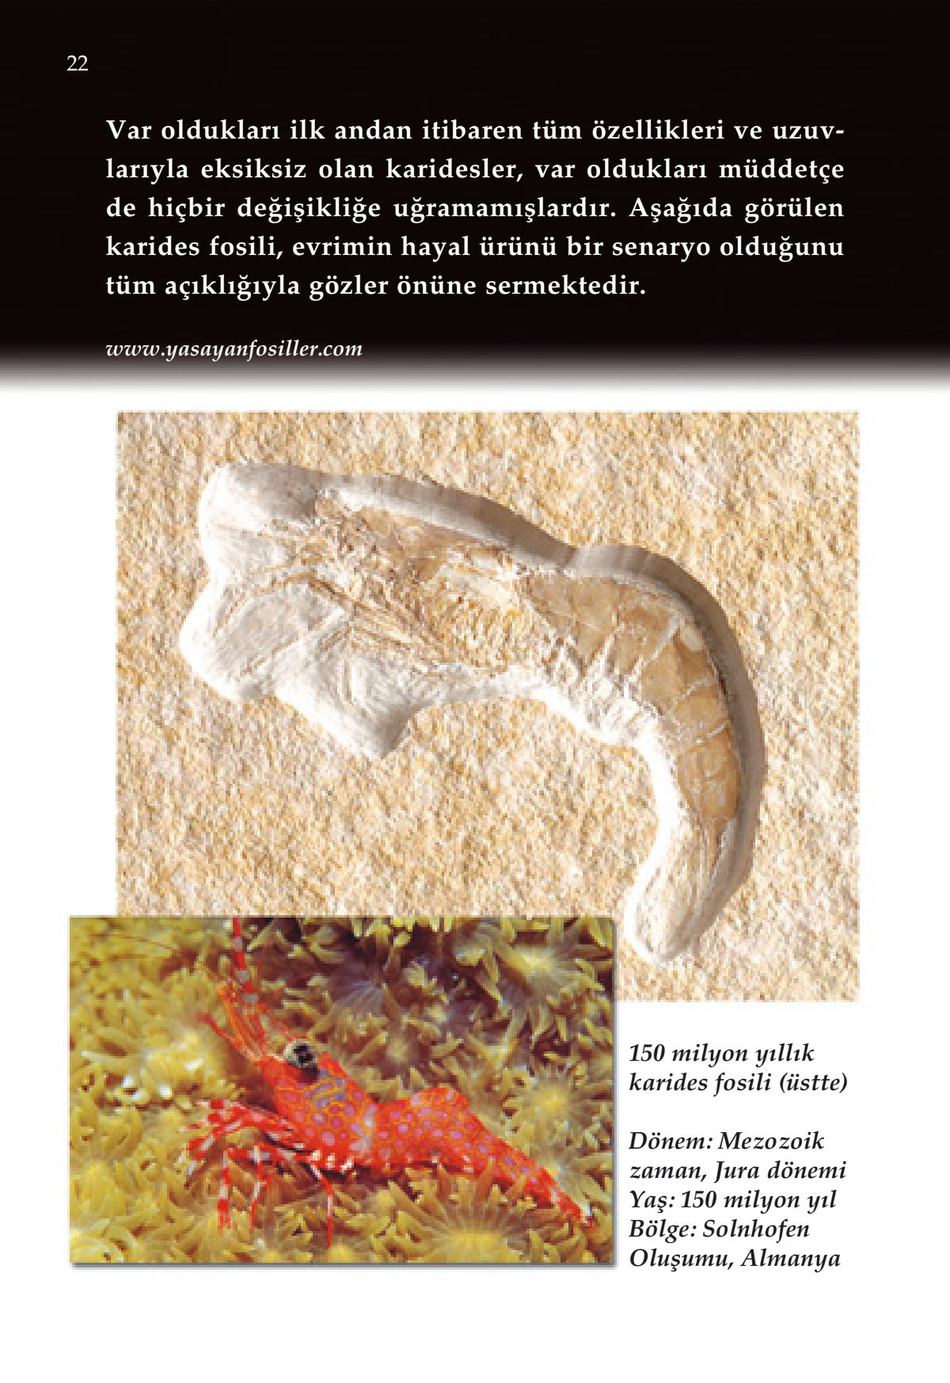 22
Var oldukları ilk andan itibaren tüm özellikleri ve uzuv-
larıyla eksiksiz olan karidesler, var oldukları müddetçe
de hiçbir değişikliğe uğramamışlardır. Aşağıda görülen
karides fosili, evrimin hayal ürünü bir senaryo olduğunu
tüm açıklığıyla gözler önüne sermektedir.
www.yasayanfosiller.com
150 milyon yıllık
karides fosili (üstte)
Dönem: Mezozoik
zaman, Jura dönemi
Yaş: 150 milyon yıl
Bölge: Solnhofen
Oluşumu, Almanya